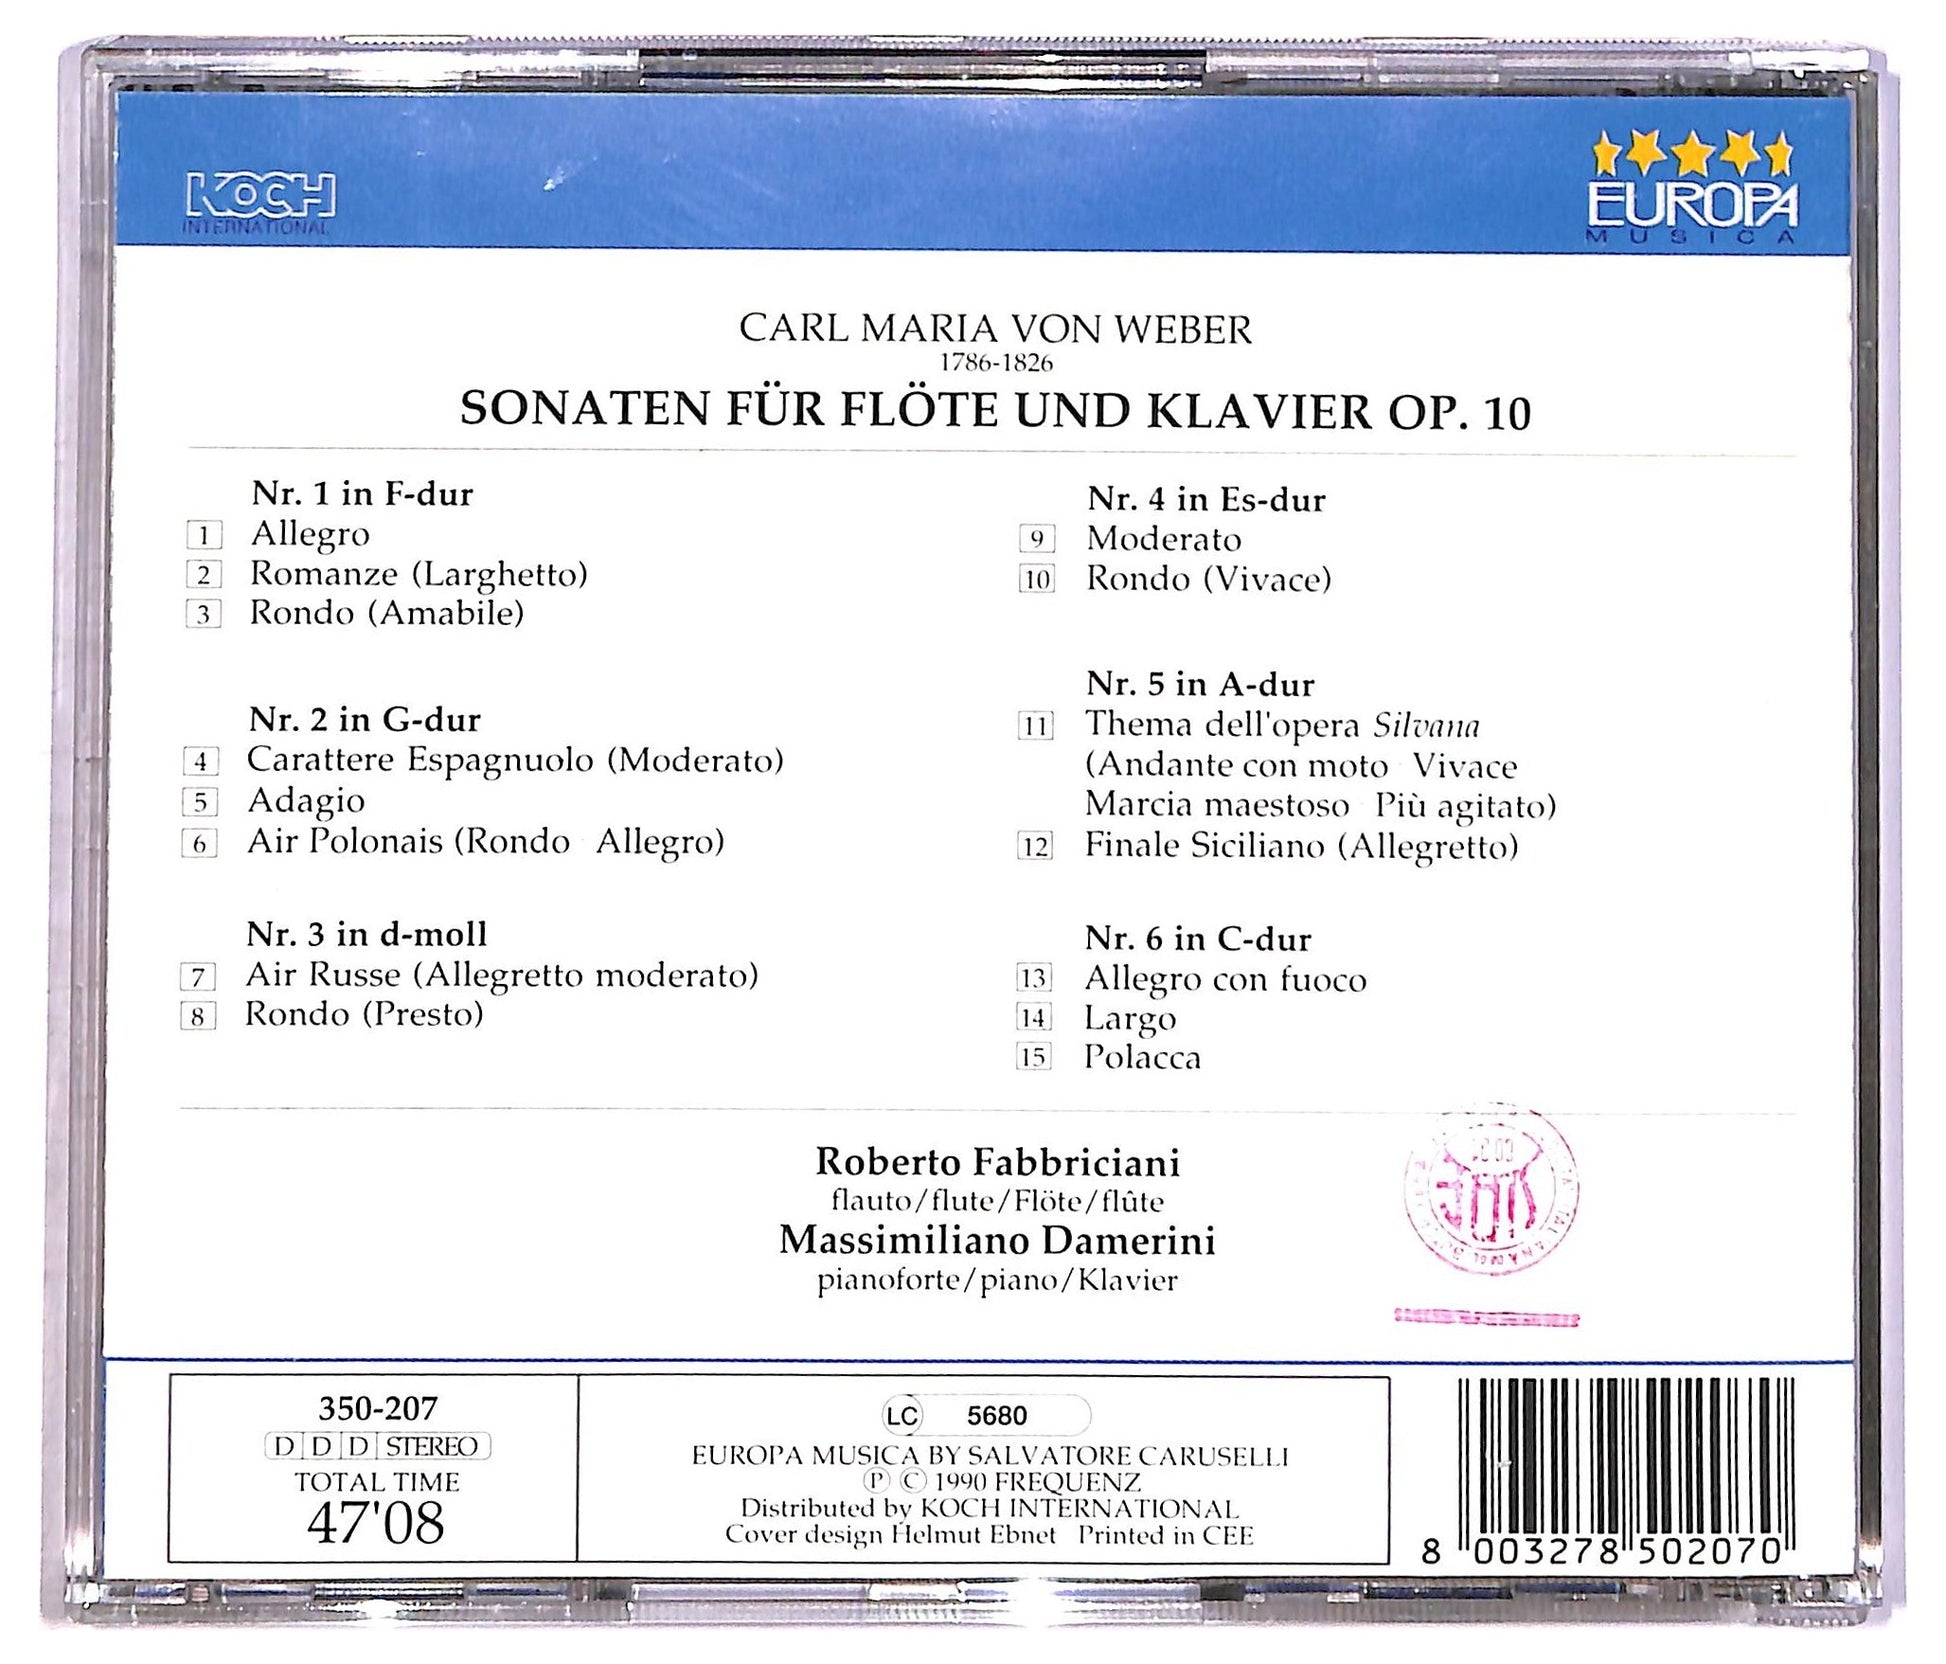 KOCH
INTERNATIONAL
EUROPA
MUSICA
CARL MARIA VON WEBER
1786-1826
SONATEN FÜR FLÖTE UND KLAVIER OP. 10
Nr. 1 in F-dur
1 Allegro
2 Romanze (Larghetto)
3 Rondo (Amabile)
Nr. 2 in G-dur
4 Carattere Espagnuolo (Moderato)
5 Adagio
6 Air Polonais (Rondo Allegro)
Nr. 3 in d-moll
7 Air Russe (Allegretto moderato)
8 Rondo (Presto)
Nr. 4 in Es-dur
9 Moderato
10 Rondo (Vivace)
Nr. 5 in A-dur
11 Thema dell'opera Silvana
(Andante con moto Vivace
Marcia maestoso Più agitato)
12 Finale Siciliano (Allegretto)
Nr. 6 in C-dur
13 Allegro con fuoco
14 Largo
15 Polacca
Roberto Fabbriciani
flauto/flute/Flöte/flûte
Massimiliano Damerini
pianoforte/piano/Klavier
350-207
D D D STEREO
TOTAL TIME
47'08
LC 5680
EUROPA MUSICA BY SALVATORE CARUSELLI
Ⓟ Ⓒ 1990 FREQUENZ
Distributed by KOCH INTERNATIONAL
Cover design Helmut Ebnet Printed in CEE
8 003278 502070